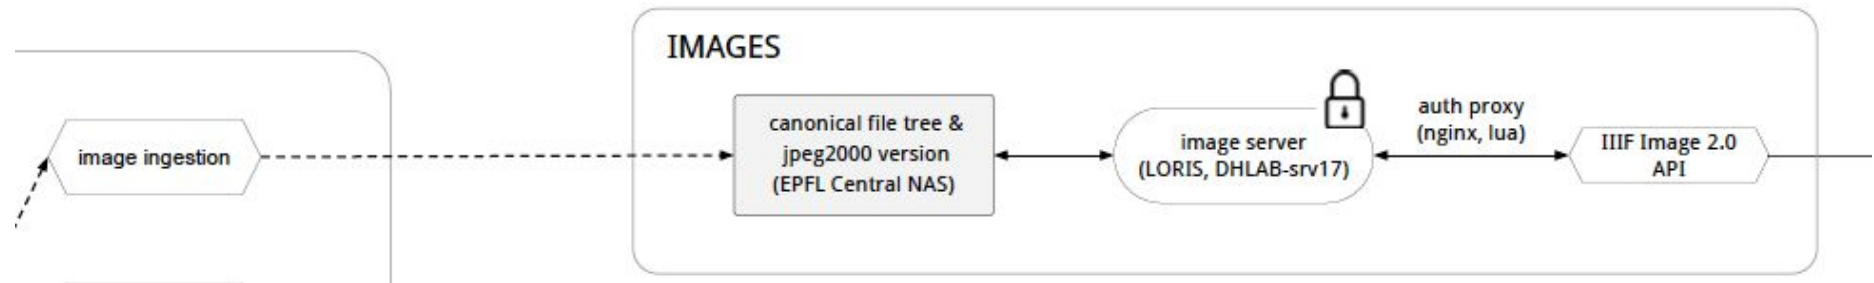 IMAGES
image ingestion
canonical file tree &
jpeg2000 version
(EPFL Central NAS)
image server
(LORIS, DHLAB-srv17)
auth proxy
(nginx, lua)
IIIF Image 2.0
API